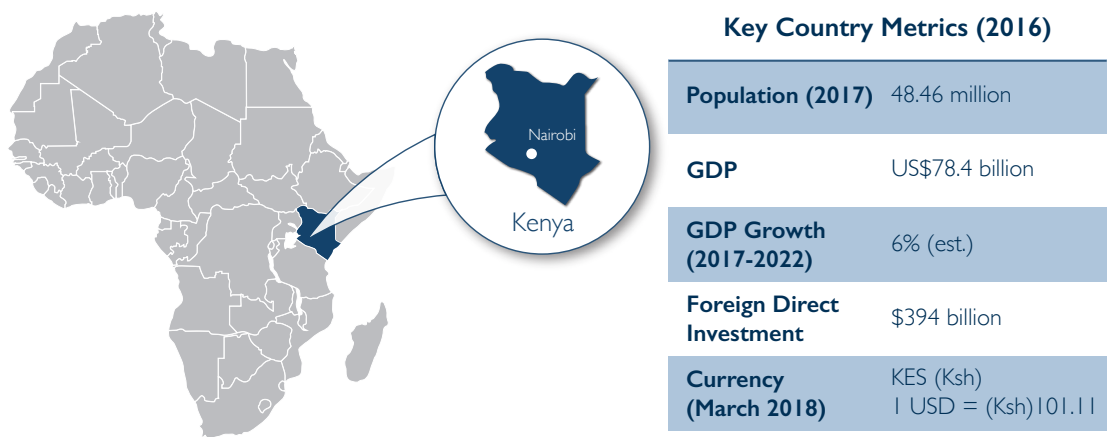 Key Country Metrics (2016)
Population (2017) 48.46 million
GDP US$78.4 billion
GDP Growth
(2017-2022)
6% (est.)
Foreign Direct
Investment
$394 billion
Currency
(March 2018)
KES (Ksh)
1 USD = (Ksh)101.11
Nairobi
Kenya